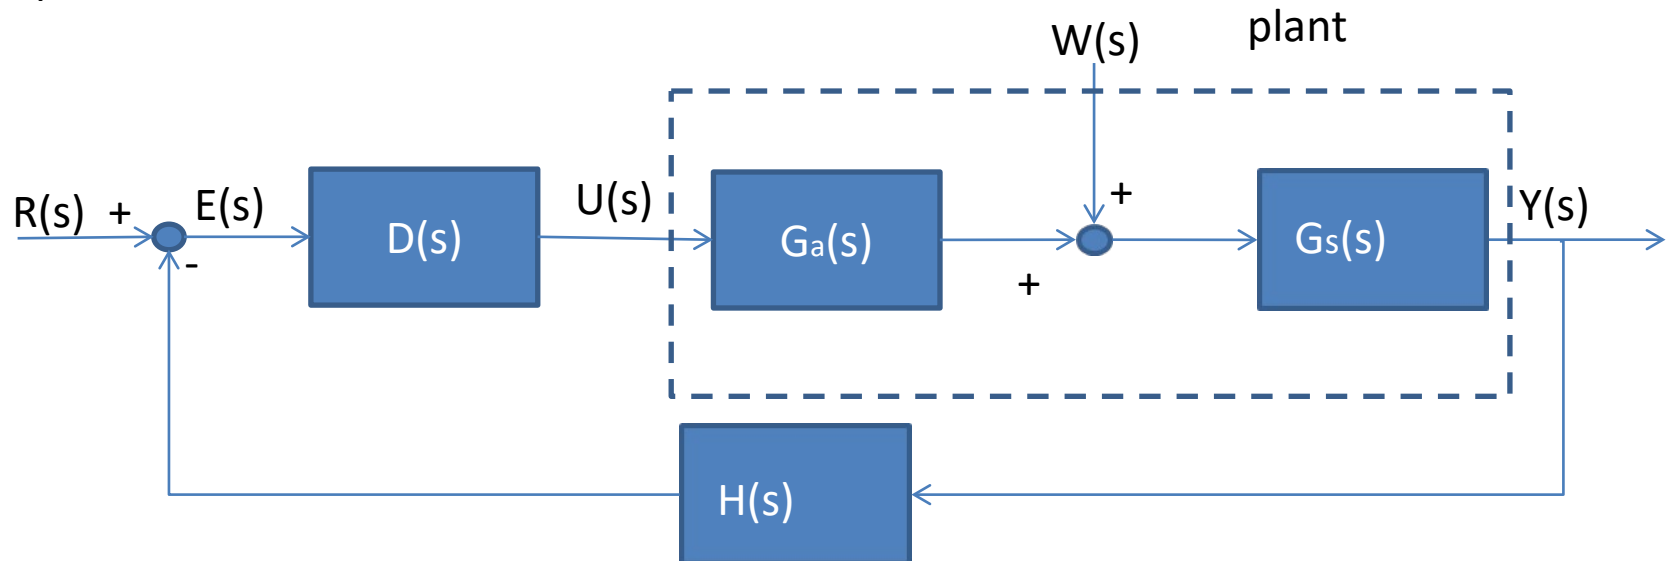 plant
W(s)
R(s) + E(s) D(s) U(s) Ga(s) + Gs(s) Y(s)
- +
H(s)